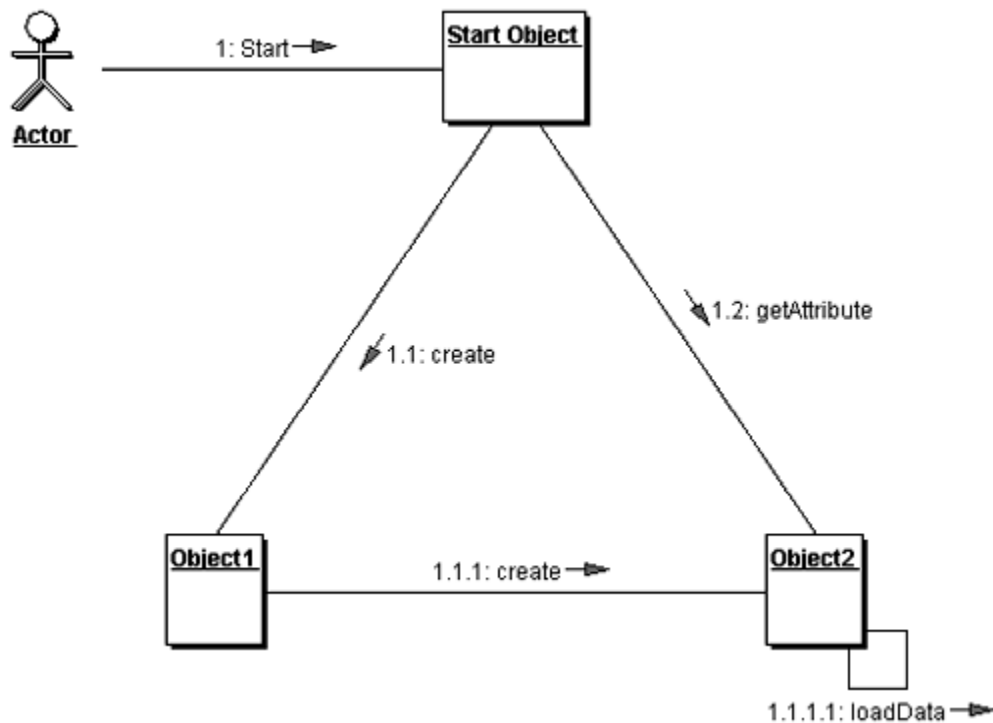 1: Start
Start Object
Actor
1.2: getAttribute
1.1: create
Object1
1.1.1: create
Object2
1.1.1.1: loadData